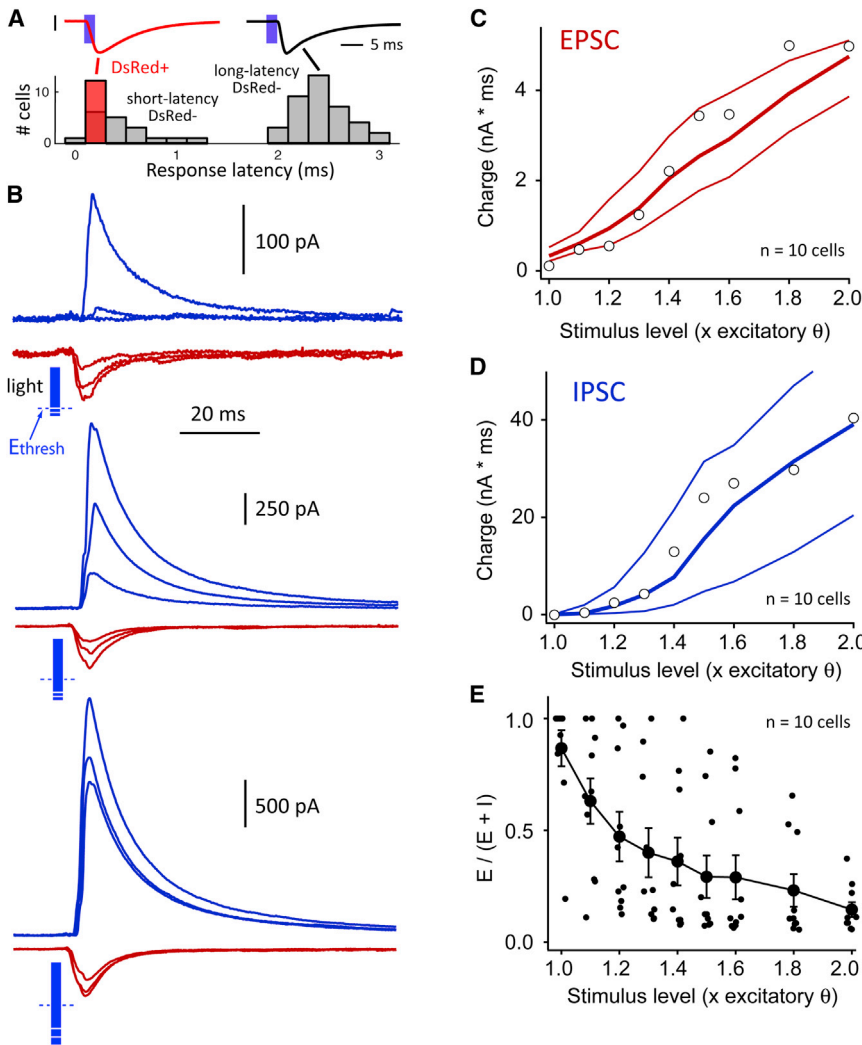 A
5 ms
DsRed+
long-latency
DsRed-
short-latency
DsRed-
# cells
10
0
0
1
2
3
Response latency (ms)
B
100 pA
light
Ethresh
20 ms
250 pA
500 pA
C
EPSC
Charge (nA * ms)
4
2
0
n = 10 cells
1.0 1.2 1.4 1.6 1.8 2.0
Stimulus level (x excitatory θ)
D
IPSC
Charge (nA * ms)
40
20
0
n = 10 cells
1.0 1.2 1.4 1.6 1.8 2.0
Stimulus level (x excitatory θ)
E
n = 10 cells
E / (E + I)
1.0
0.5
0.0
1.0 1.2 1.4 1.6 1.8 2.0
Stimulus level (x excitatory θ)